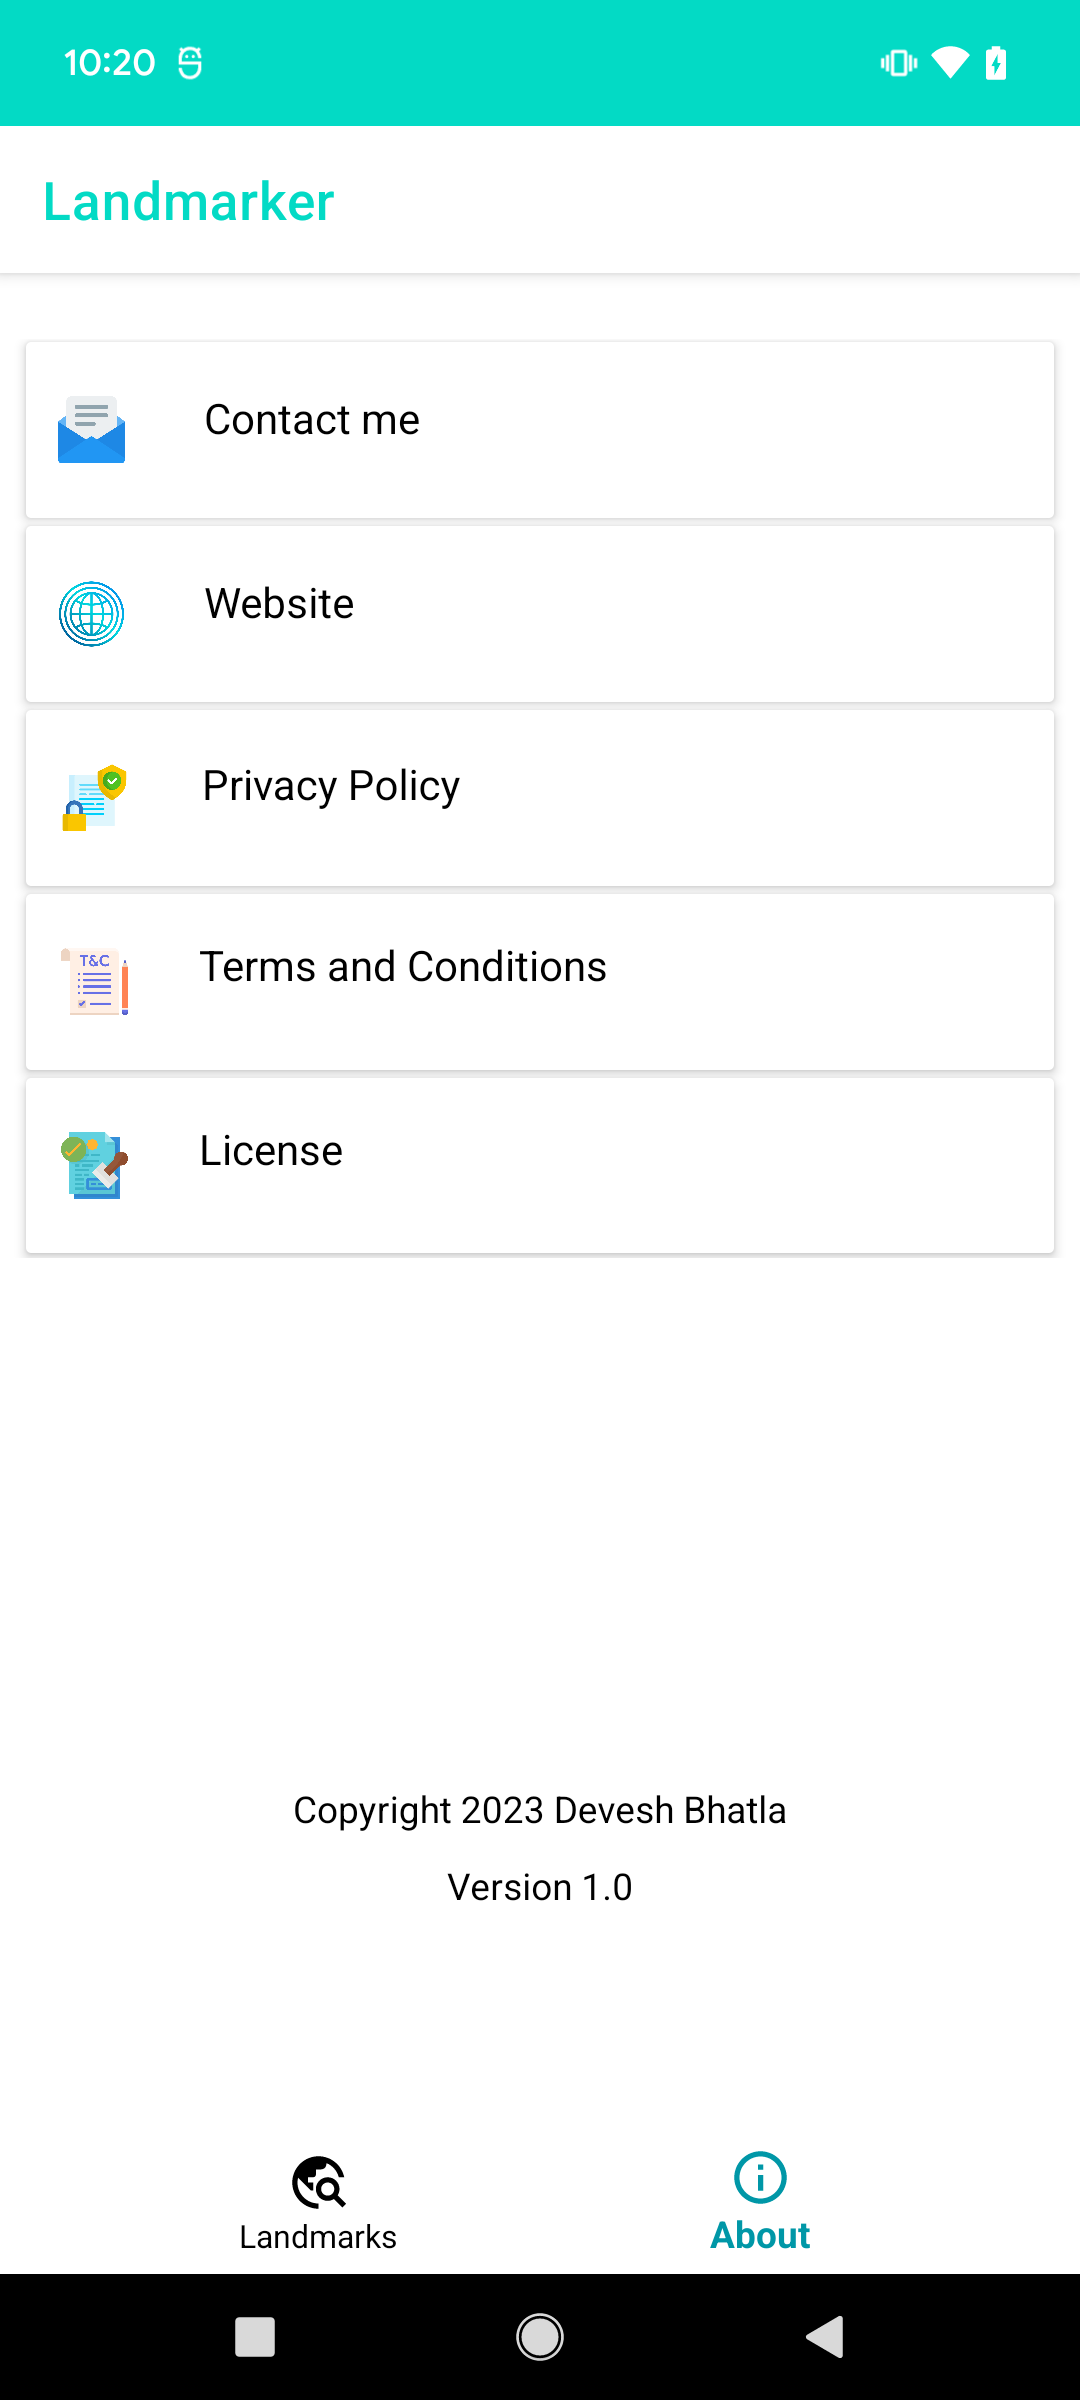 10:20
Landmarker
Contact me
Website
Privacy Policy
T&C
Terms and Conditions
License
Copyright 2023 Devesh Bhatla
Version 1.0
Landmarks
About